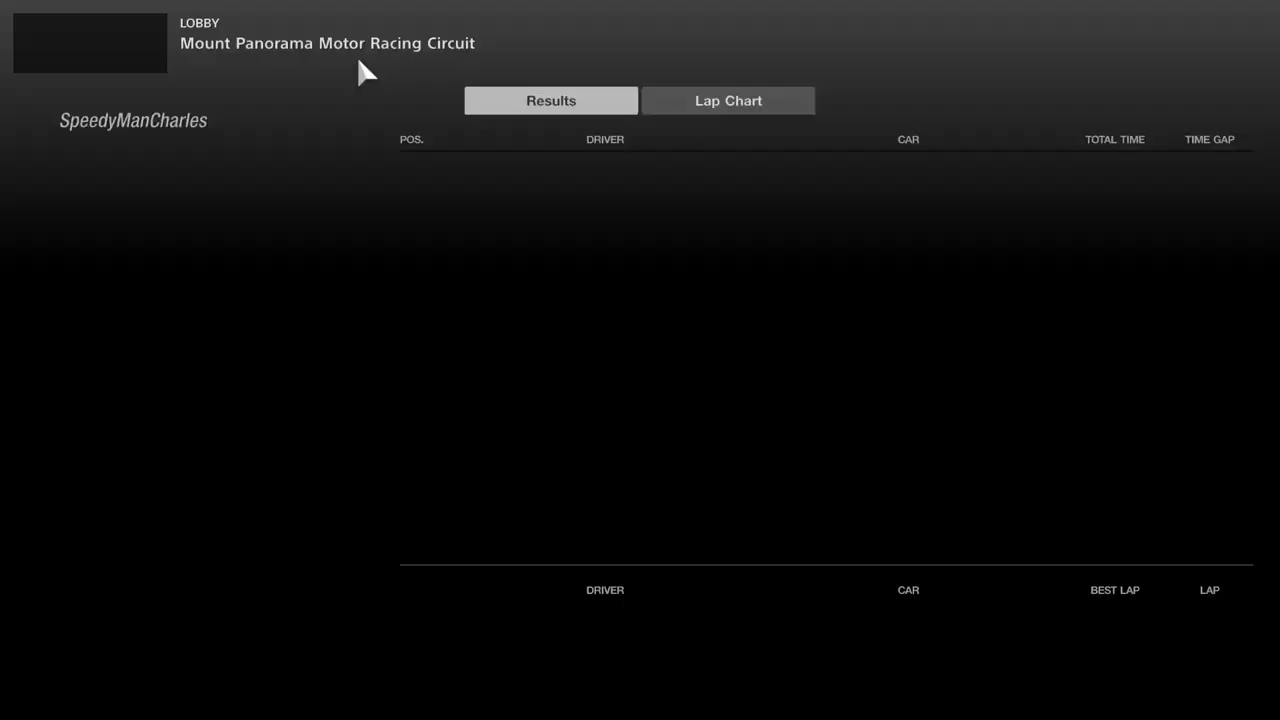 LOBBY
Mount Panorama Motor Racing Circuit
Results Lap Chart
SpeedyManCharles
POS. DRIVER CAR TOTAL TIME TIME GAP
DRIVER CAR BEST LAP LAP